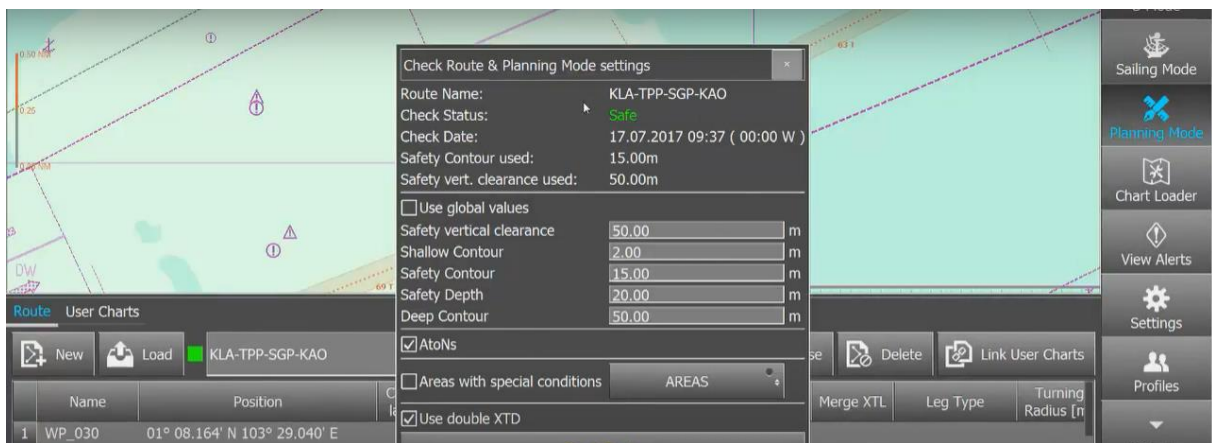 0.50 NM
0.25
63 T
DW
69 T
Check Route & Planning Mode settings
Route Name: KLA-TPP-SGP-KAO
Check Status: Safe
Check Date: 17.07.2017 09:37 ( 00:00 W )
Safety Contour used: 15.00m
Safety vert. clearance used: 50.00m
Use global values
Safety vertical clearance 50.00 m
Shallow Contour 2.00 m
Safety Contour 15.00 m
Safety Depth 20.00 m
Deep Contour 50.00 m
AtoNs
Areas with special conditions AREAS
Use double XTD
Sailing Mode
Planning Mode
Chart Loader
View Alerts
Settings
Profiles
Route User Charts
New Load KLA-TPP-SGP-KAO Delete Link User Charts
Name Position Merge XTL Leg Type Turning
Radius
1 WP_030 01° 08.164' N 103° 29.040' E